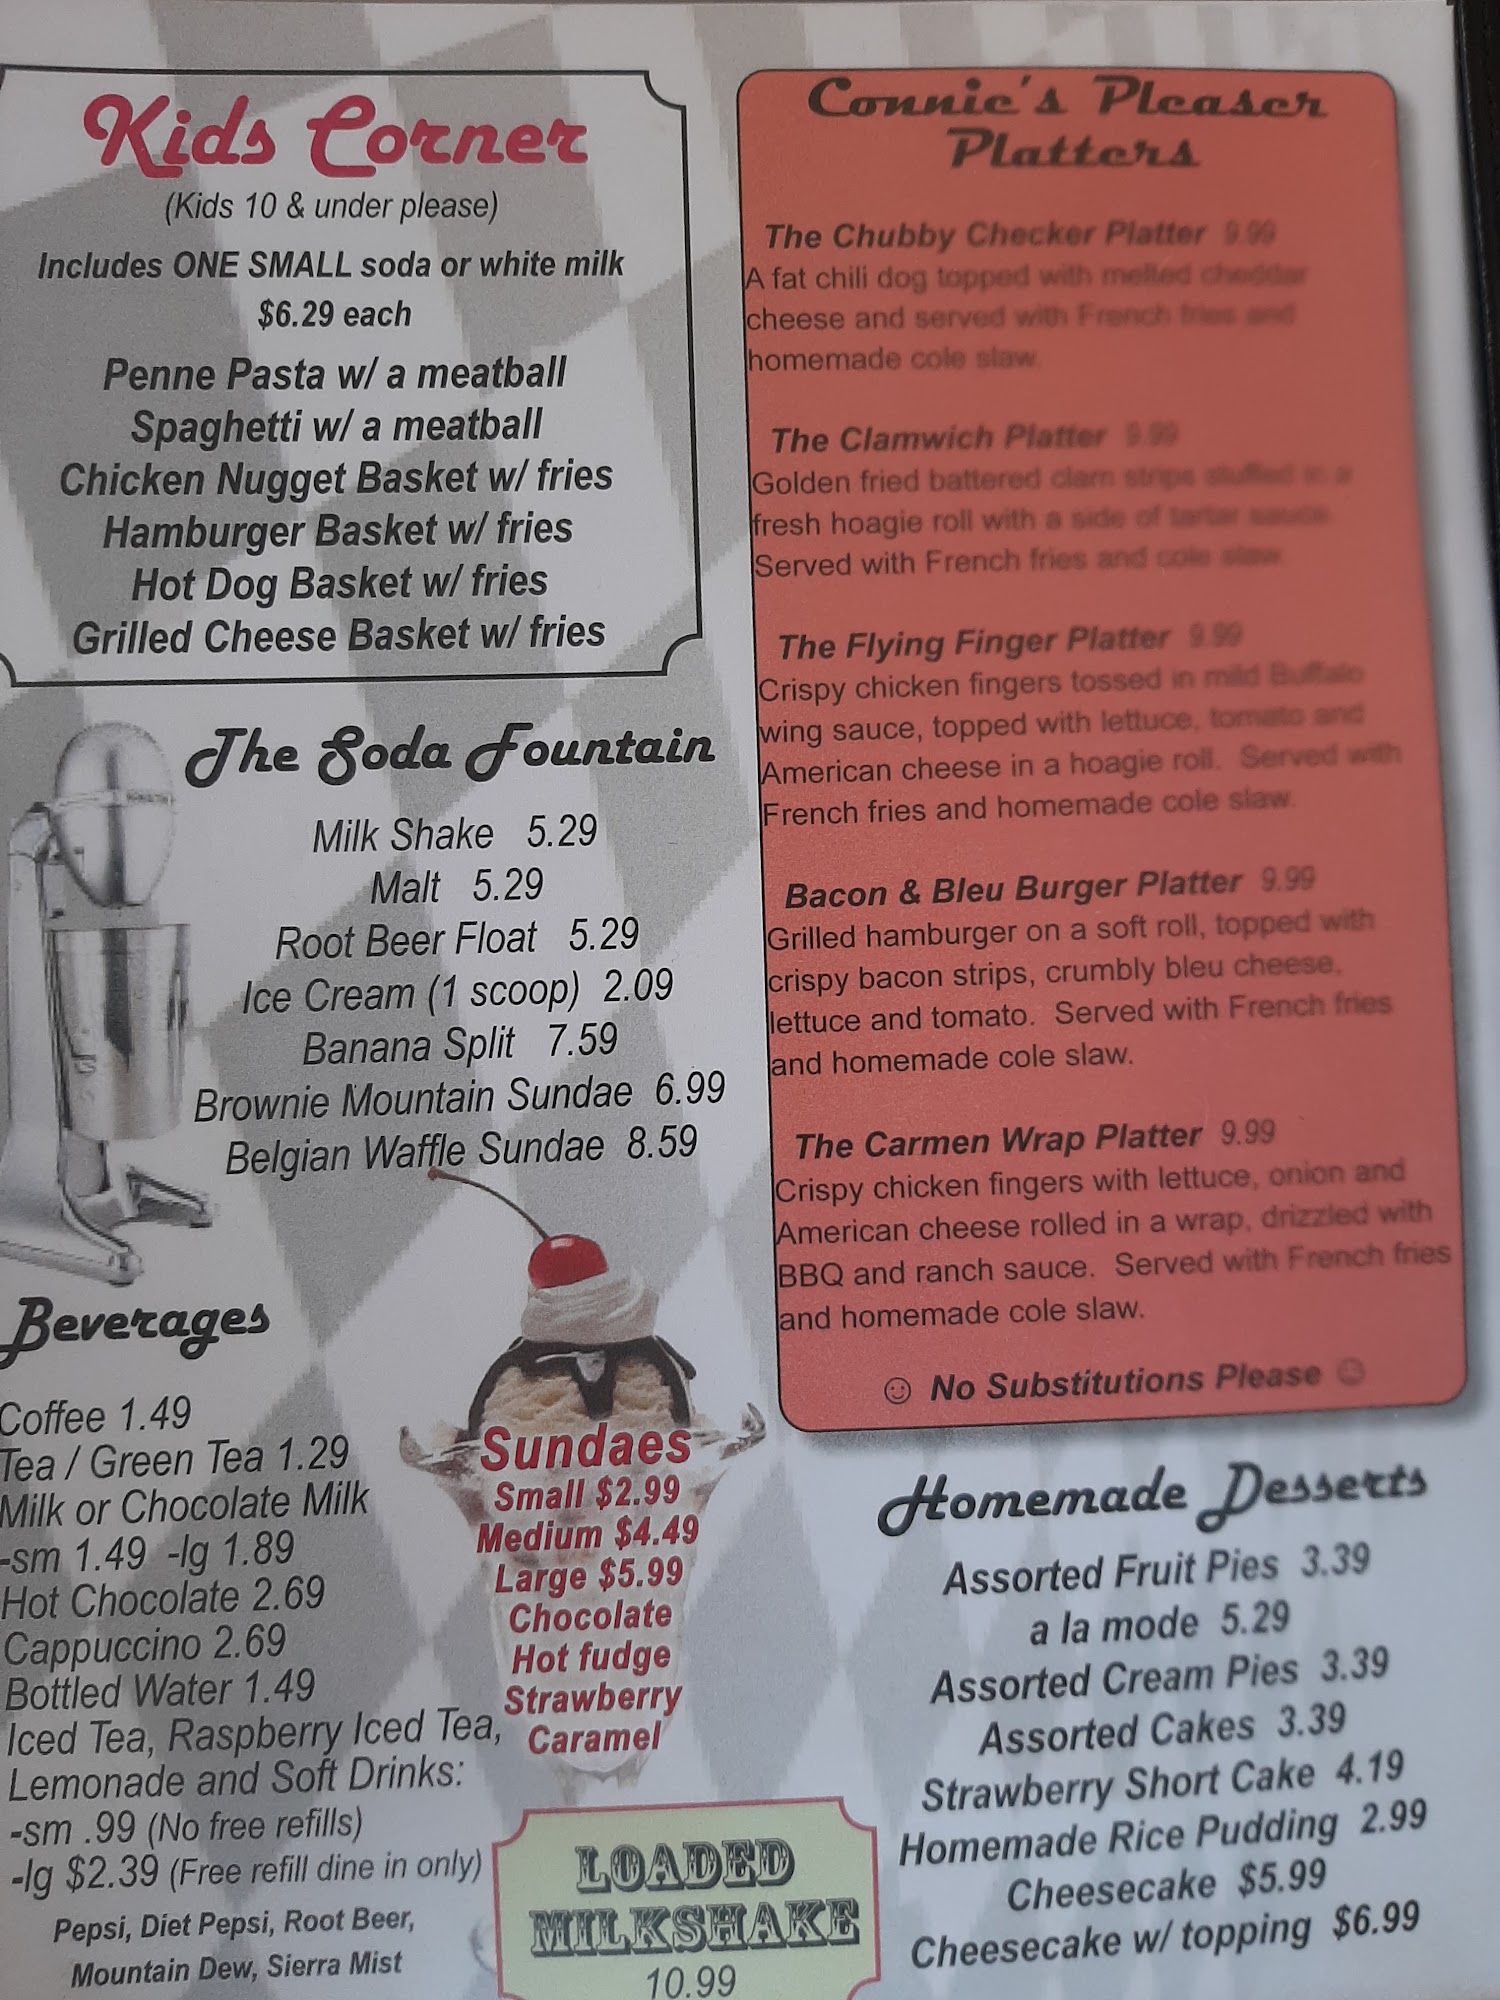 Kids Corner
(Kids 10 & under please)
Includes ONE SMALL soda or white milk
$6.29 each
Penne Pasta w/ a meatball
Spaghetti w/ a meatball
Chicken Nugget Basket w/ fries
Hamburger Basket w/ fries
Hot Dog Basket w/ fries
Grilled Cheese Basket w/ fries
The Soda Fountain
Milk Shake 5.29
Malt 5.29
Root Beer Float 5.29
Ice Cream (1 scoop) 2.09
Banana Split 7.59
Brownie Mountain Sundae 6.99
Belgian Waffle Sundae 8.59
Beverages
Coffee 1.49
Tea / Green Tea 1.29
Milk or Chocolate Milk
-sm 1.49 -lg 1.89
Hot Chocolate 2.69
Cappuccino 2.69
Bottled Water 1.49
Iced Tea, Raspberry Iced Tea,
Lemonade and Soft Drinks:
-sm .99 (No free refills)
-lg $2.39 (Free refill dine in only)
Pepsi, Diet Pepsi, Root Beer,
Mountain Dew, Sierra Mist
Sundaes
Small $2.99
Medium $4.49
Large $5.99
Chocolate
Hot fudge
Strawberry
Caramel
LOADED
MILKSHAKE
10.99
Connie's Pleaser
Platters
The Chubby Checker Platter 9.99
A fat chili dog topped with melted cheddar
cheese and served with French fries and
homemade cole slaw.
The Clamwich Platter 9.99
Golden fried battered clam strips stuffed in a
fresh hoagie roll with a side of tartar sauce.
Served with French fries and cole slaw.
The Flying Finger Platter 9.99
Crispy chicken fingers tossed in mild Buffalo
wing sauce, topped with lettuce, tomato and
American cheese in a hoagie roll. Served with
French fries and homemade cole slaw.
Bacon & Bleu Burger Platter 9.99
Grilled hamburger on a soft roll, topped with
crispy bacon strips, crumbly bleu cheese,
lettuce and tomato. Served with French fries
and homemade cole slaw.
The Carmen Wrap Platter 9.99
Crispy chicken fingers with lettuce, onion and
American cheese rolled in a wrap, drizzled with
BBQ and ranch sauce. Served with French fries
and homemade cole slaw.
☺ No Substitutions Please ☺
Homemade Desserts
Assorted Fruit Pies 3.39
a la mode 5.29
Assorted Cream Pies 3.39
Assorted Cakes 3.39
Strawberry Short Cake 4.19
Homemade Rice Pudding 2.99
Cheesecake $5.99
Cheesecake w/ topping $6.99